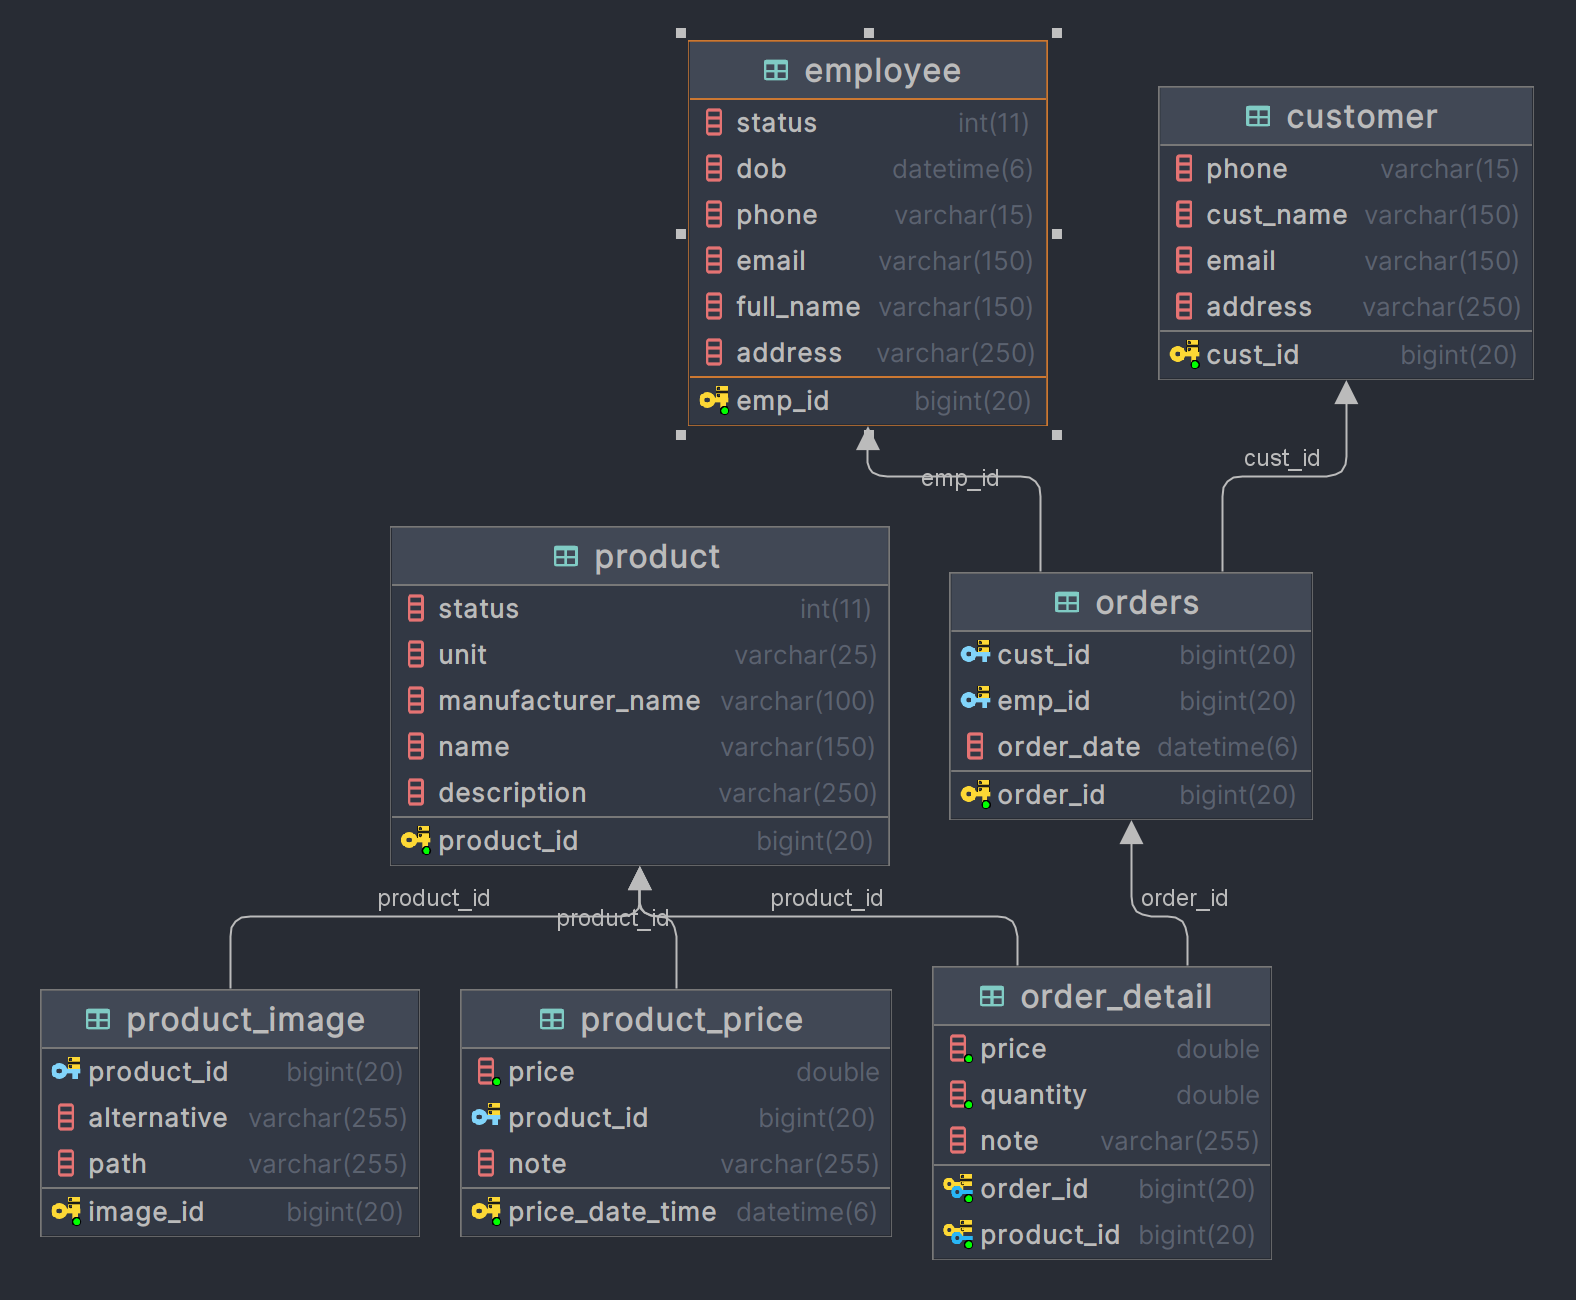 employee
status int(11)
dob datetime(6)
phone varchar(15)
email varchar(150)
full_name varchar(150)
address varchar(250)
emp_id bigint(20)
customer
phone varchar(15)
cust_name varchar(150)
email varchar(150)
address varchar(250)
cust_id bigint(20)
emp_id
cust_id
product
status int(11)
unit varchar(25)
manufacturer_name varchar(100)
name varchar(150)
description varchar(250)
product_id bigint(20)
orders
cust_id bigint(20)
emp_id bigint(20)
order_date datetime(6)
order_id bigint(20)
product_id
product_id
product_id
order_id
product_image
product_id bigint(20)
alternative varchar(255)
path varchar(255)
image_id bigint(20)
product_price
price double
product_id bigint(20)
note varchar(255)
price_date_time datetime(6)
order_detail
price double
quantity double
note varchar(255)
order_id bigint(20)
product_id bigint(20)